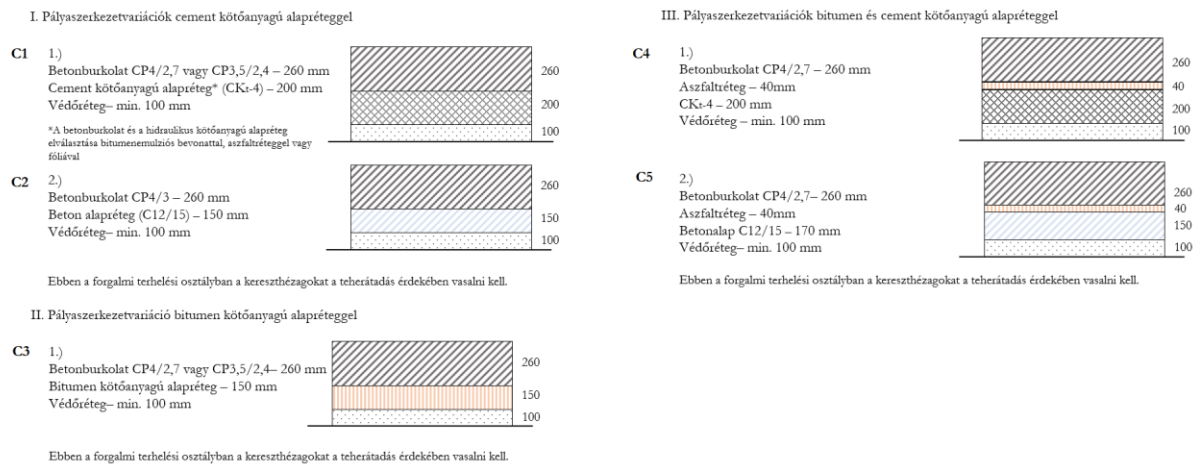 I. Pályaszerkezetvariációk cement kötőanyagú alapréteggel
C1 1.)
Betonburkolat CP4/2,7 vagy CP3,5/2,4 – 260 mm
Cement kötőanyagú alapréteg* (CKt-4) – 200 mm
Védőréteg– min. 100 mm
*A betonburkolat és a hidraulikus kötőanyagú alapréteg
elválasztása bitumenemulziós bevonattal, aszfaltréteggel vagy
fóliával
260
200
100
C2 2.)
Betonburkolat CP4/3 – 260 mm
Beton alapréteg (C12/15) – 150 mm
Védőréteg– min. 100 mm
260
150
100
Ebben a forgalmi terhelési osztályban a kereszthézagokat a teherátadás érdekében vasalni kell.
II. Pályaszerkezetvariáció bitumen kötőanyagú alapréteggel
C3 1.)
Betonburkolat CP4/2,7 vagy CP3,5/2,4– 260 mm
Bitumen kötőanyagú alapréteg – 150 mm
Védőréteg– min. 100 mm
260
150
100
Ebben a forgalmi terhelési osztályban a kereszthézagokat a teherátadás érdekében vasalni kell.
III. Pályaszerkezetvariációk bitumen és cement kötőanyagú alapréteggel
C4 1.)
Betonburkolat CP4/2,7 – 260 mm
Aszfaltréteg – 40mm
CKt-4 – 200 mm
Védőréteg – min. 100 mm
260
40
200
100
C5 2.)
Betonburkolat CP4/2,7– 260 mm
Aszfaltréteg – 40mm
Betonalap C12/15 – 170 mm
Védőréteg– min. 100 mm
260
40
150
100
Ebben a forgalmi terhelési osztályban a kereszthézagokat a teherátadás érdekében vasalni kell.